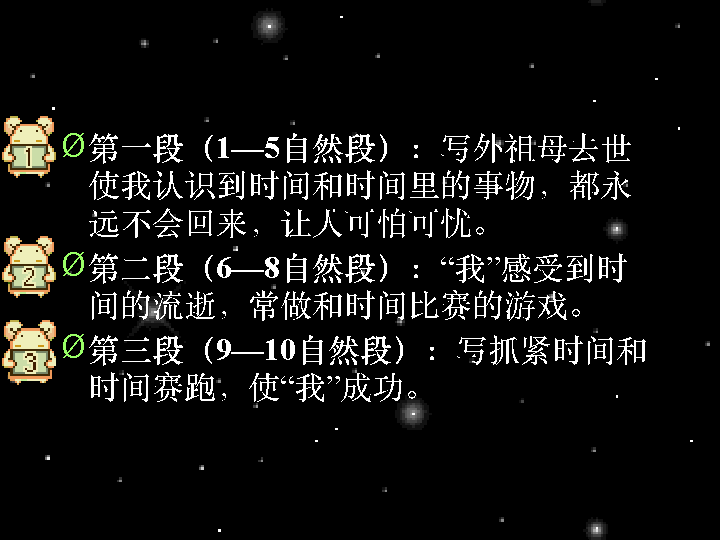 1 Ø第一段（1—5自然段）：写外祖母去世
使我认识到时间和时间里的事物，都永
远不会回来，让人可怕可忧。
2 Ø第二段（6—8自然段）：“我”感受到时
间的流逝，常做和时间比赛的游戏。
3 Ø第三段（9—10自然段）：写抓紧时间和
时间赛跑，使“我”成功。